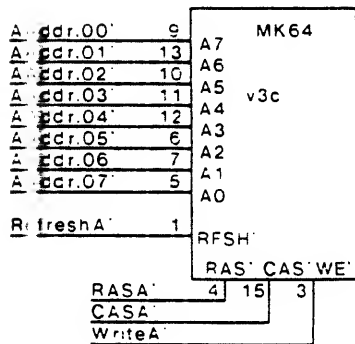 Addr.00' 9 MK64
A7
Addr.01' 13
A6
Addr.02' 10
A5 v3c
Addr.03' 11
A4
Addr.04' 12
A3
Addr.05' 6
A2
Addr.06 7
A1
Addr.07' 5
A0
RefreshA' 1
RFSH'
RAS' CAS' WE'
RASA' 4 15 3
CASA'
WriteA'